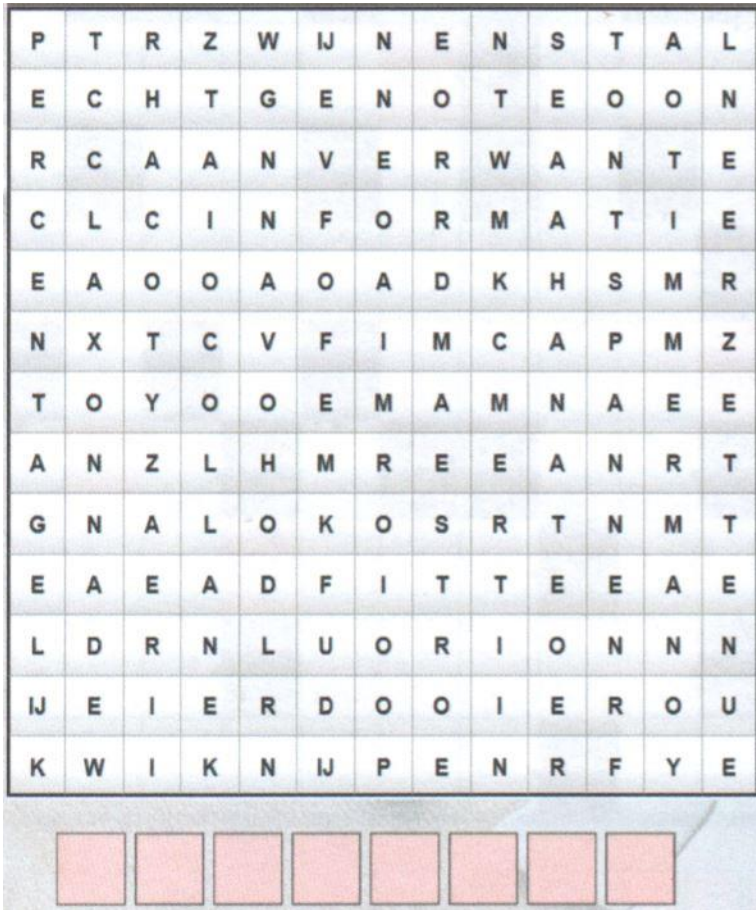 P T R Z W IJ N E N S T A L
E C H T G E N O T E O O N
R C A A N V E R W A N T E
C L C I N F O R M A T I E
E A O O A O A D K H S M R
N X T C V F I M C A P M Z
T O Y O O E M A M N A E E
A N Z L H M R E E A N R T
G N A L O K O S R T N M T
E A E A D F I T T E E A E
L D R N L U O R I O N N N
IJ E I E R D O O I E R O U
K W I K N IJ P E N R F Y E